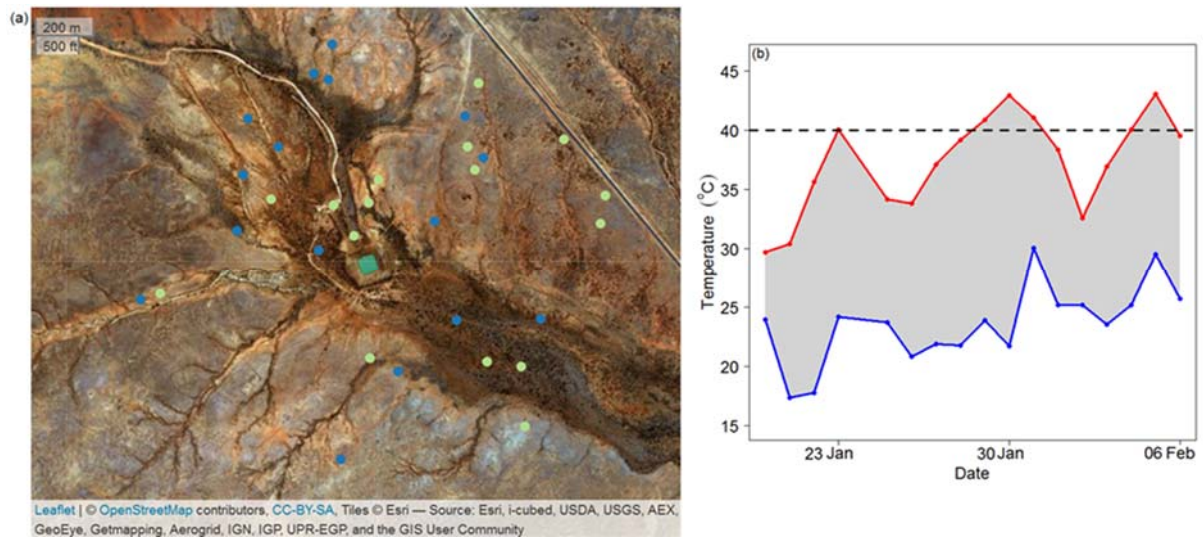 (a)
200 m
500 ft
Leaflet | © OpenStreetMap contributors, CC-BY-SA, Tiles © Esri — Source: Esri, i-cubed, USDA, USGS, AEX,
GeoEye, Getmapping, Aerogrid, IGN, IGP, UPR-EGP, and the GIS User Community
(b)
45
40
35
30
25
20
15
Temperature (°C)
23 Jan
30 Jan
06 Feb
Date